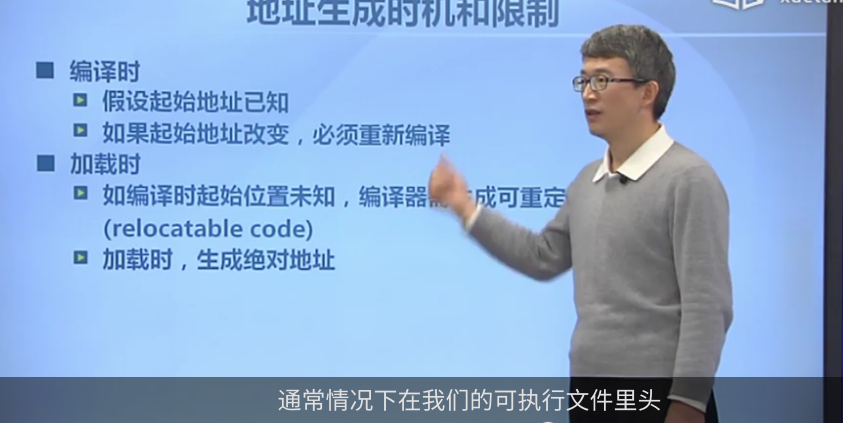 地址生成时机和限制
编译时
假设起始地址已知
如果起始地址改变，必须重新编译
加载时
如编译时起始位置未知，编译器需生成可重定
(relocatable code)
加载时，生成绝对地址
通常情况下在我们的可执行文件里头